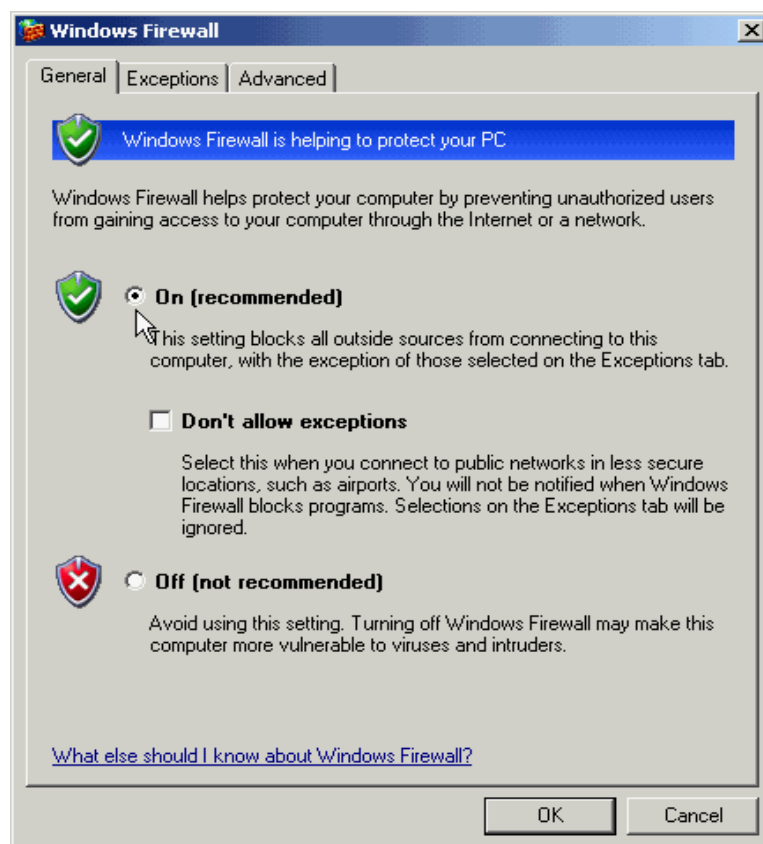 Windows Firewall
General
Exceptions
Advanced
Windows Firewall is helping to protect your PC
Windows Firewall helps protect your computer by preventing unauthorized users
from gaining access to your computer through the Internet or a network.
On (recommended)
This setting blocks all outside sources from connecting to this
computer, with the exception of those selected on the Exceptions tab.
Don't allow exceptions
Select this when you connect to public networks in less secure
locations, such as airports. You will not be notified when Windows
Firewall blocks programs. Selections on the Exceptions tab will be
ignored.
Off (not recommended)
Avoid using this setting. Turning off Windows Firewall may make this
computer more vulnerable to viruses and intruders.
What else should I know about Windows Firewall?
OK
Cancel